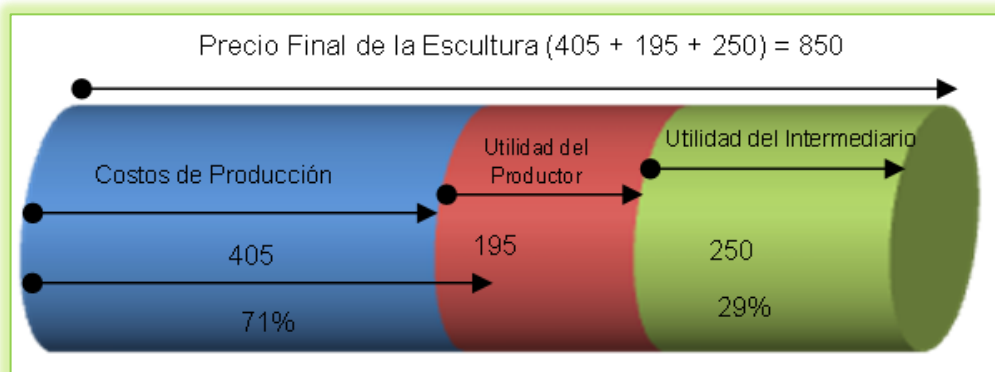 Precio Final de la Escultura (405 + 195 + 250) = 850
Costos de Producción
Utilidad del
Productor
Utilidad del Intermediario
405
195
250
71%
29%